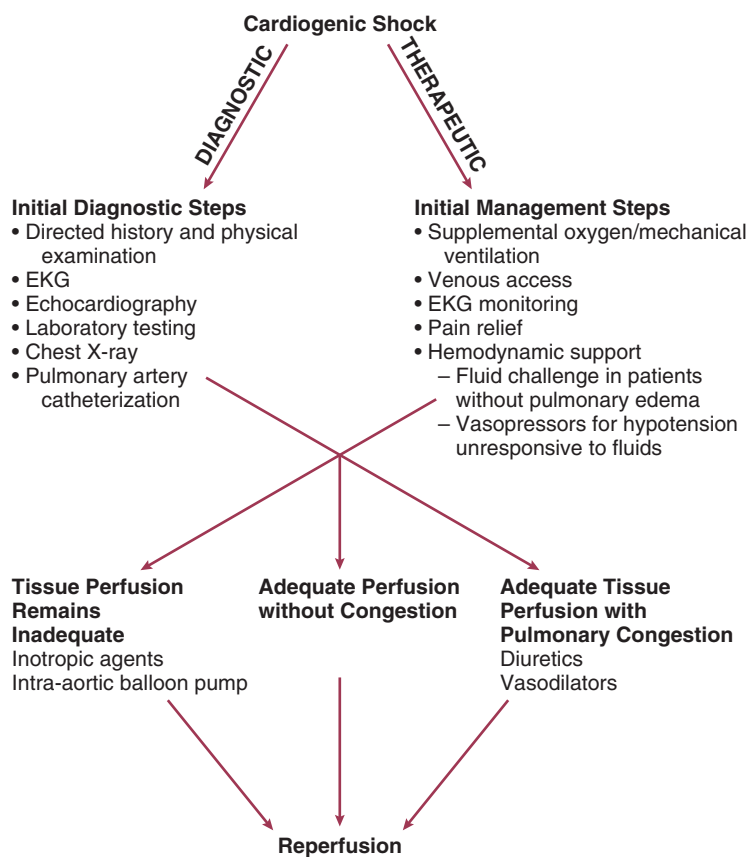 Cardiogenic Shock
DIAGNOSTIC
THERAPEUTIC
Initial Diagnostic Steps
• Directed history and physical
examination
• EKG
• Echocardiography
• Laboratory testing
• Chest X-ray
• Pulmonary artery
catheterization
Initial Management Steps
• Supplemental oxygen/mechanical
ventilation
• Venous access
• EKG monitoring
• Pain relief
• Hemodynamic support
– Fluid challenge in patients
without pulmonary edema
– Vasopressors for hypotension
unresponsive to fluids
Tissue Perfusion
Remains
Inadequate
Inotropic agents
Intra-aortic balloon pump
Adequate Perfusion
without Congestion
Adequate Tissue
Perfusion with
Pulmonary Congestion
Diuretics
Vasodilators
Reperfusion